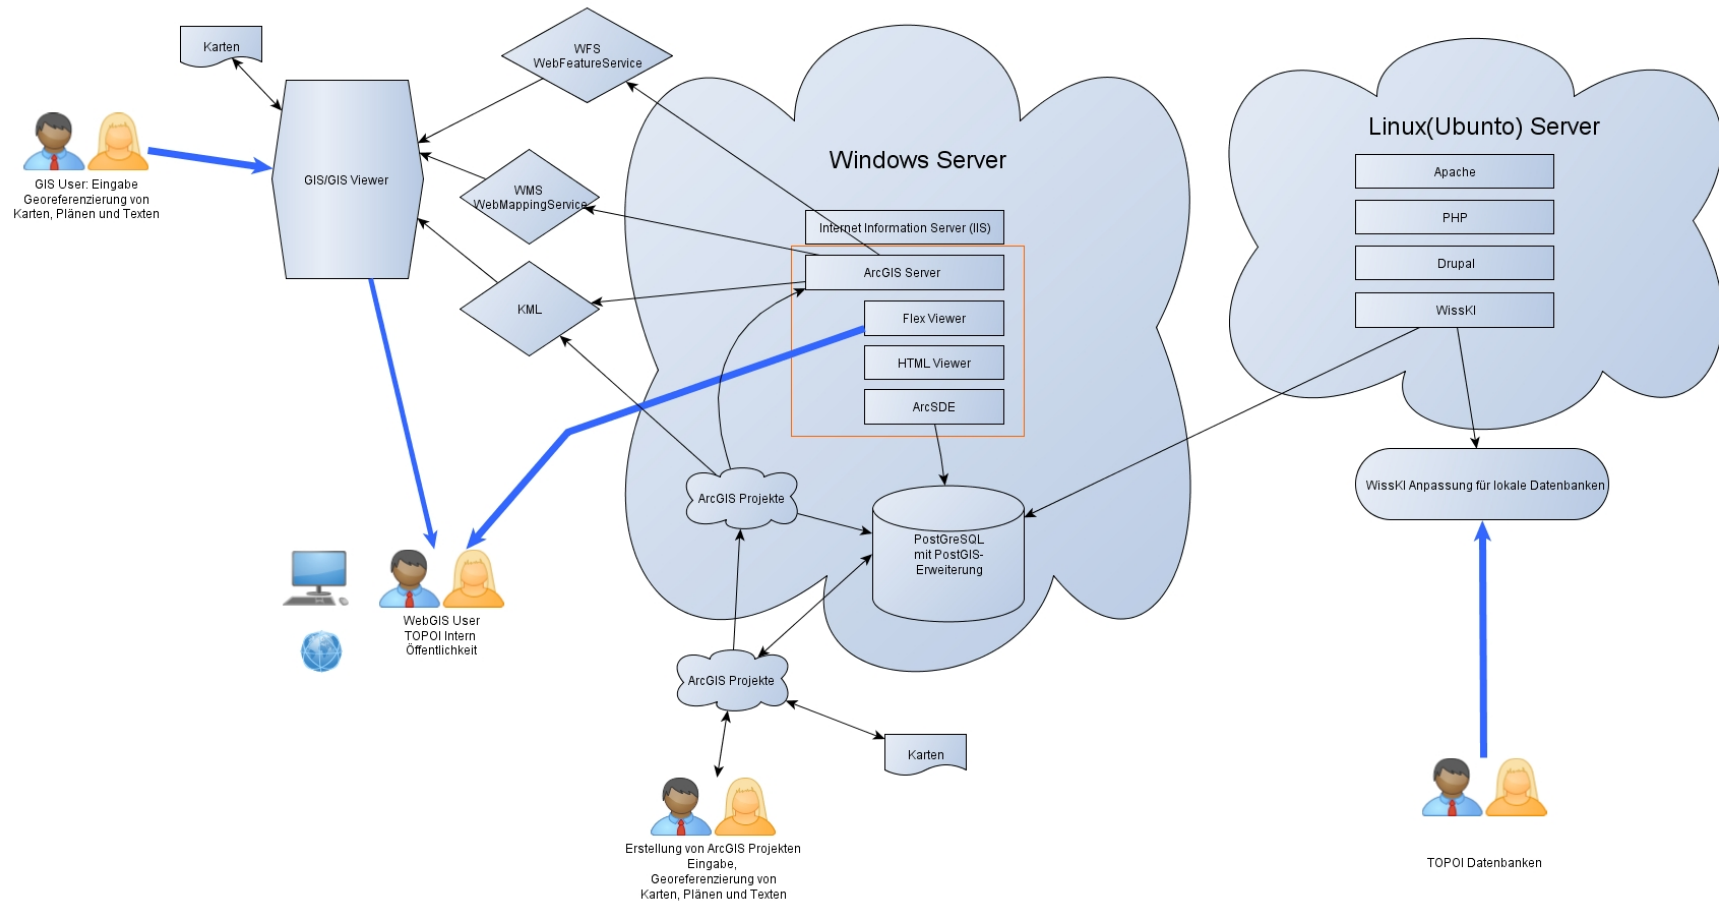 Karten
WFS
WebFeatureService
GIS User: Eingabe
Georeferenzierung von
Karten, Plänen und Texten
GIS/GIS Viewer
WMS
WebMappingService
KML
Windows Server
Internet Information Server (IIS)
ArcGIS Server
Flex Viewer
HTML Viewer
ArcSDE
ArcGIS Projekte
PostGreSQL
mit PostGIS-
Erweiterung
Linux(Ubunto) Server
Apache
PHP
Drupal
WissKI
WissKI Anpassung für lokale Datenbanken
WebGIS User
TOPOI Intern
Öffentlichkeit
ArcGIS Projekte
Karten
Erstellung von ArcGIS Projekten
Eingabe,
Georeferenzierung von
Karten, Plänen und Texten
TOPOI Datenbanken